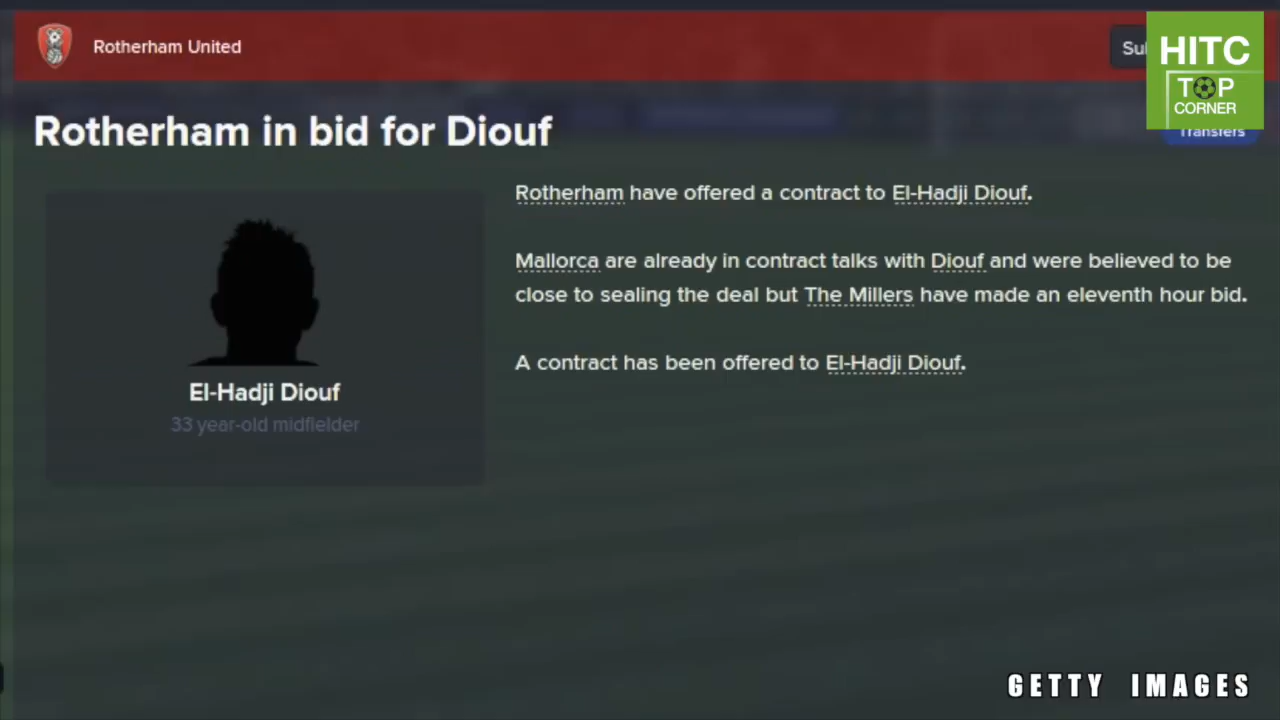 Rotherham United
Su
HITC
TOP
CORNER
Transfers
Rotherham in bid for Diouf
Rotherham have offered a contract to El-Hadji Diouf.
Mallorca are already in contract talks with Diouf and were believed to be
close to sealing the deal but The Millers have made an eleventh hour bid.
A contract has been offered to El-Hadji Diouf.
El-Hadji Diouf
33 year-old midfielder
GETTY IMAGES